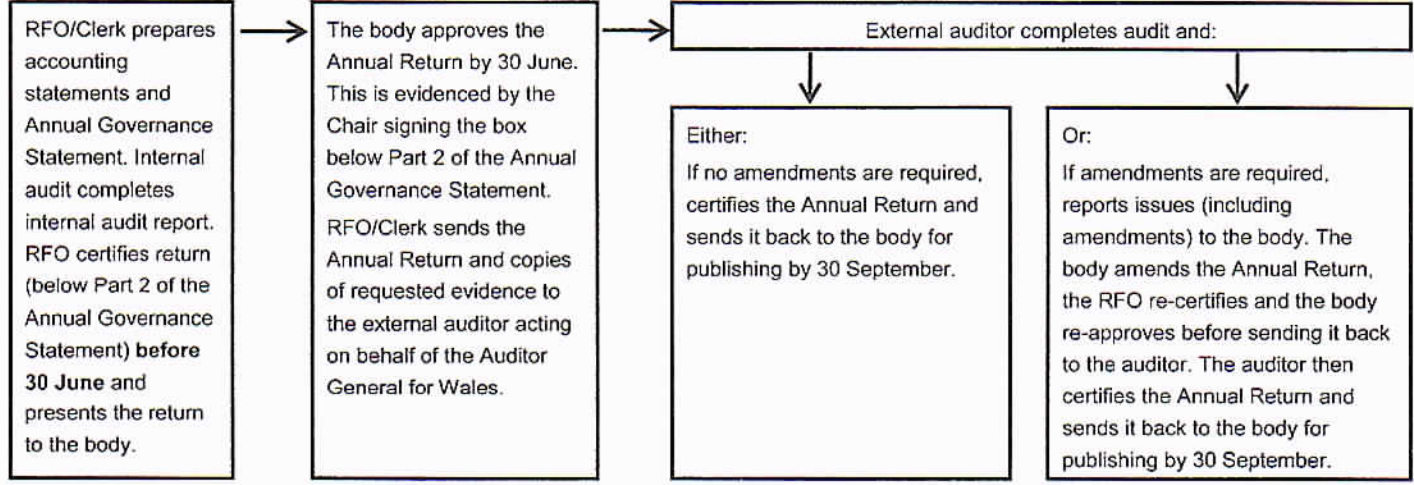 RFO/Clerk prepares
accounting
statements and
Annual Governance
Statement. Internal
audit completes
internal audit report.
RFO certifies return
(below Part 2 of the
Annual Governance
Statement) before
30 June and
presents the return
to the body.
The body approves the
Annual Return by 30 June.
This is evidenced by the
Chair signing the box
below Part 2 of the Annual
Governance Statement.
RFO/Clerk sends the
Annual Return and copies
of requested evidence to
the external auditor acting
on behalf of the Auditor
General for Wales.
External auditor completes audit and:
Either:
If no amendments are required,
certifies the Annual Return and
sends it back to the body for
publishing by 30 September.
Or:
If amendments are required,
reports issues (including
amendments) to the body. The
body amends the Annual Return,
the RFO re-certifies and the body
re-approves before sending it back
to the auditor. The auditor then
certifies the Annual Return and
sends it back to the body for
publishing by 30 September.